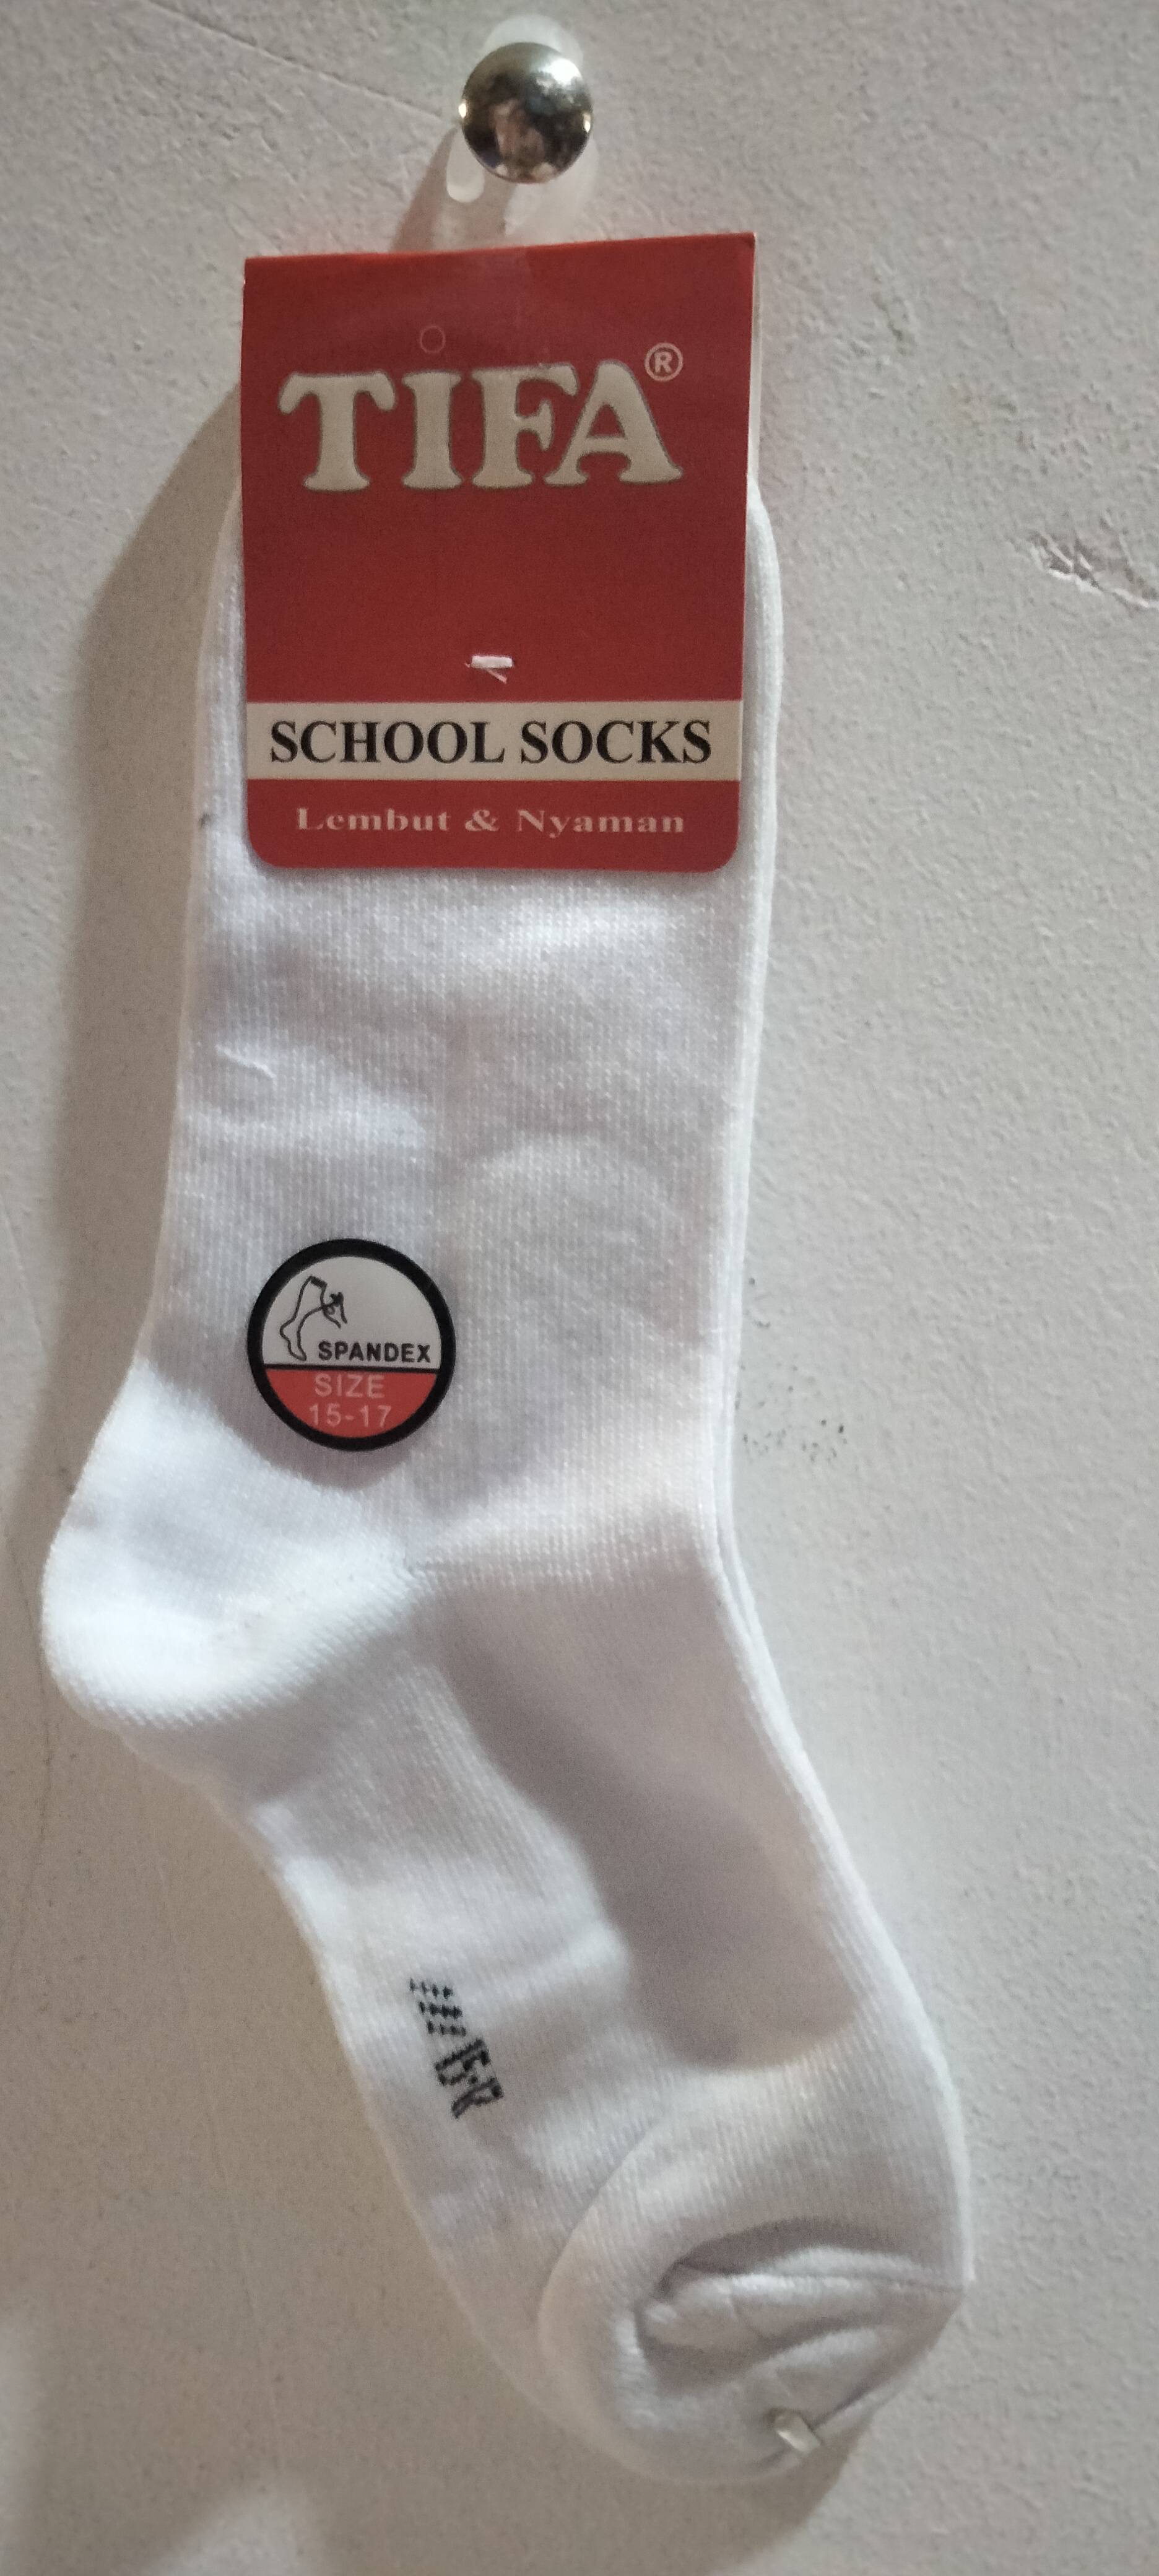 TIFA®
SCHOOL SOCKS
Lembut & Nyaman
SPANDEX
SIZE
15-17